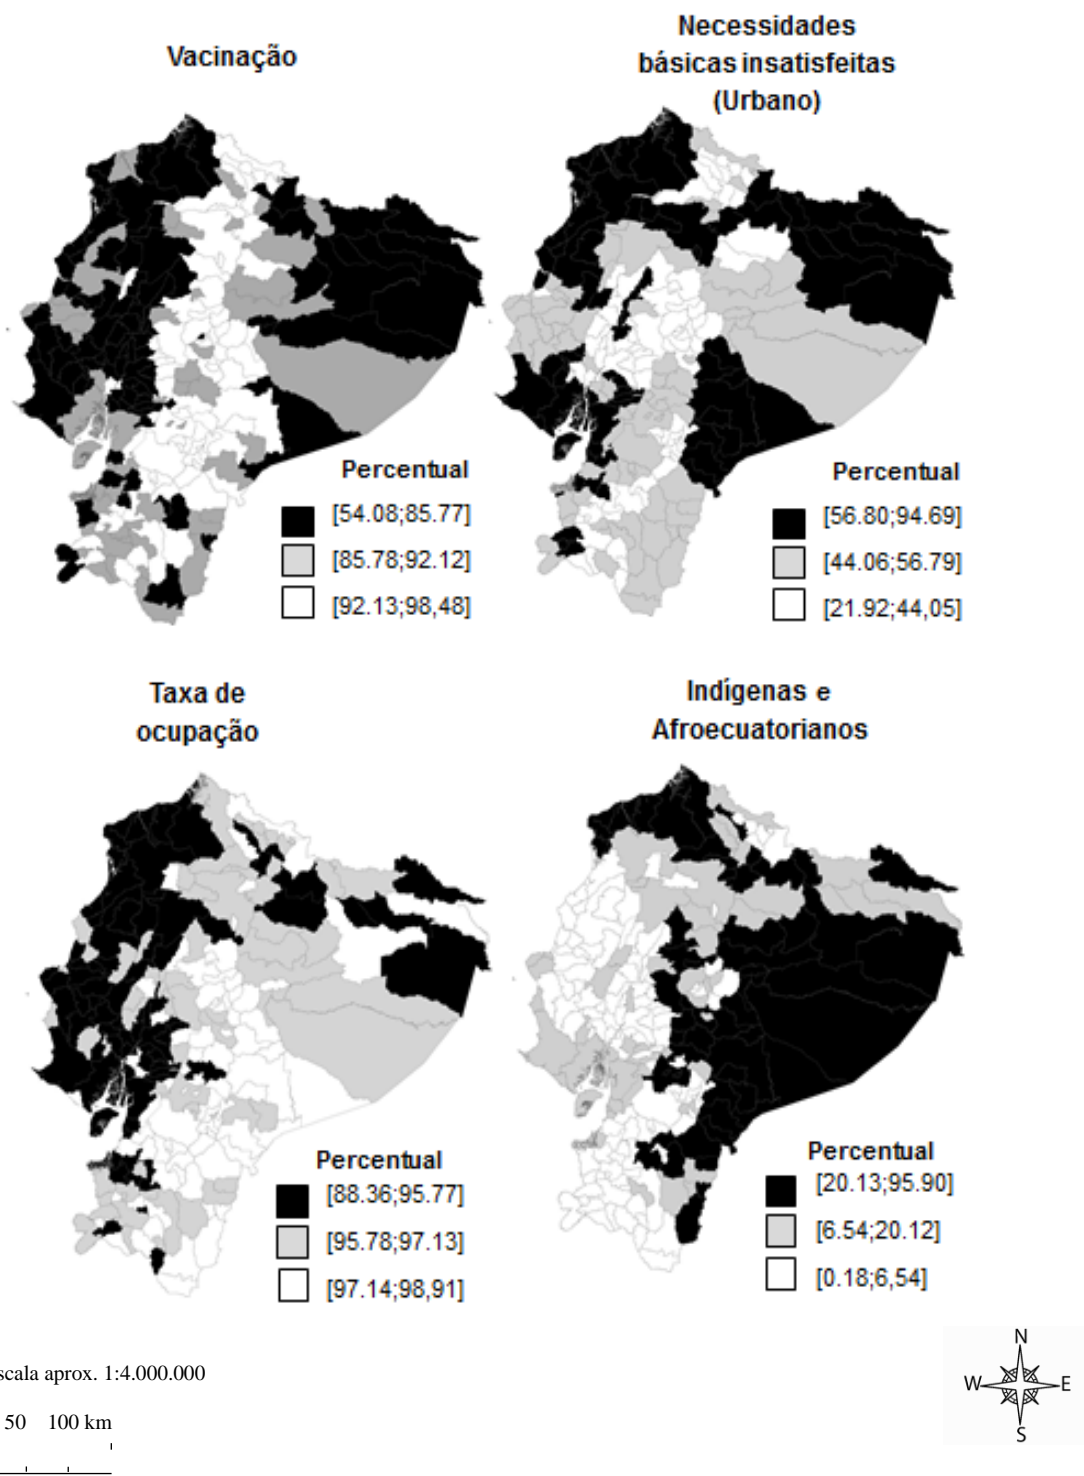 Vacinação
Necessidades
básicas insatisfeitas
(Urbano)
Percentual
[54.08;85.77]
[85.78;92.12]
[92.13;98,48]
Percentual
[56.80;94.69]
[44.06;56.79]
[21.92;44,05]
Taxa de
ocupação
Indígenas e
Afroecuatorianos
Percentual
[88.36;95.77]
[95.78;97.13]
[97.14;98,91]
Percentual
[20.13;95.90]
[6.54;20.12]
[0.18;6,54]
scala aprox. 1:4.000.000
50 100 km
N
W E
S